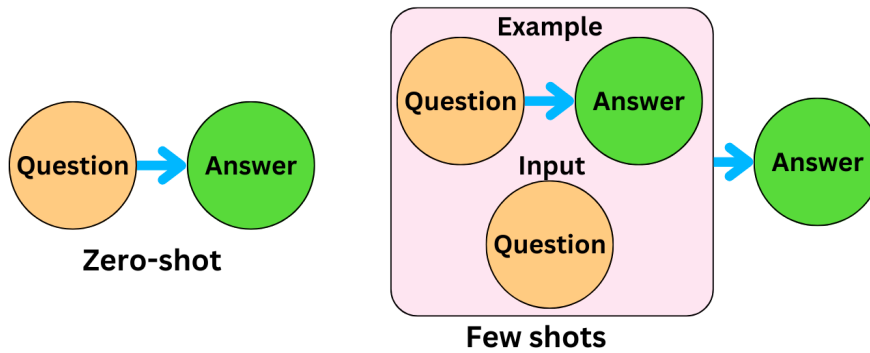 Question
Answer
Zero-shot
Example
Question
Answer
Input
Question
Answer
Few shots